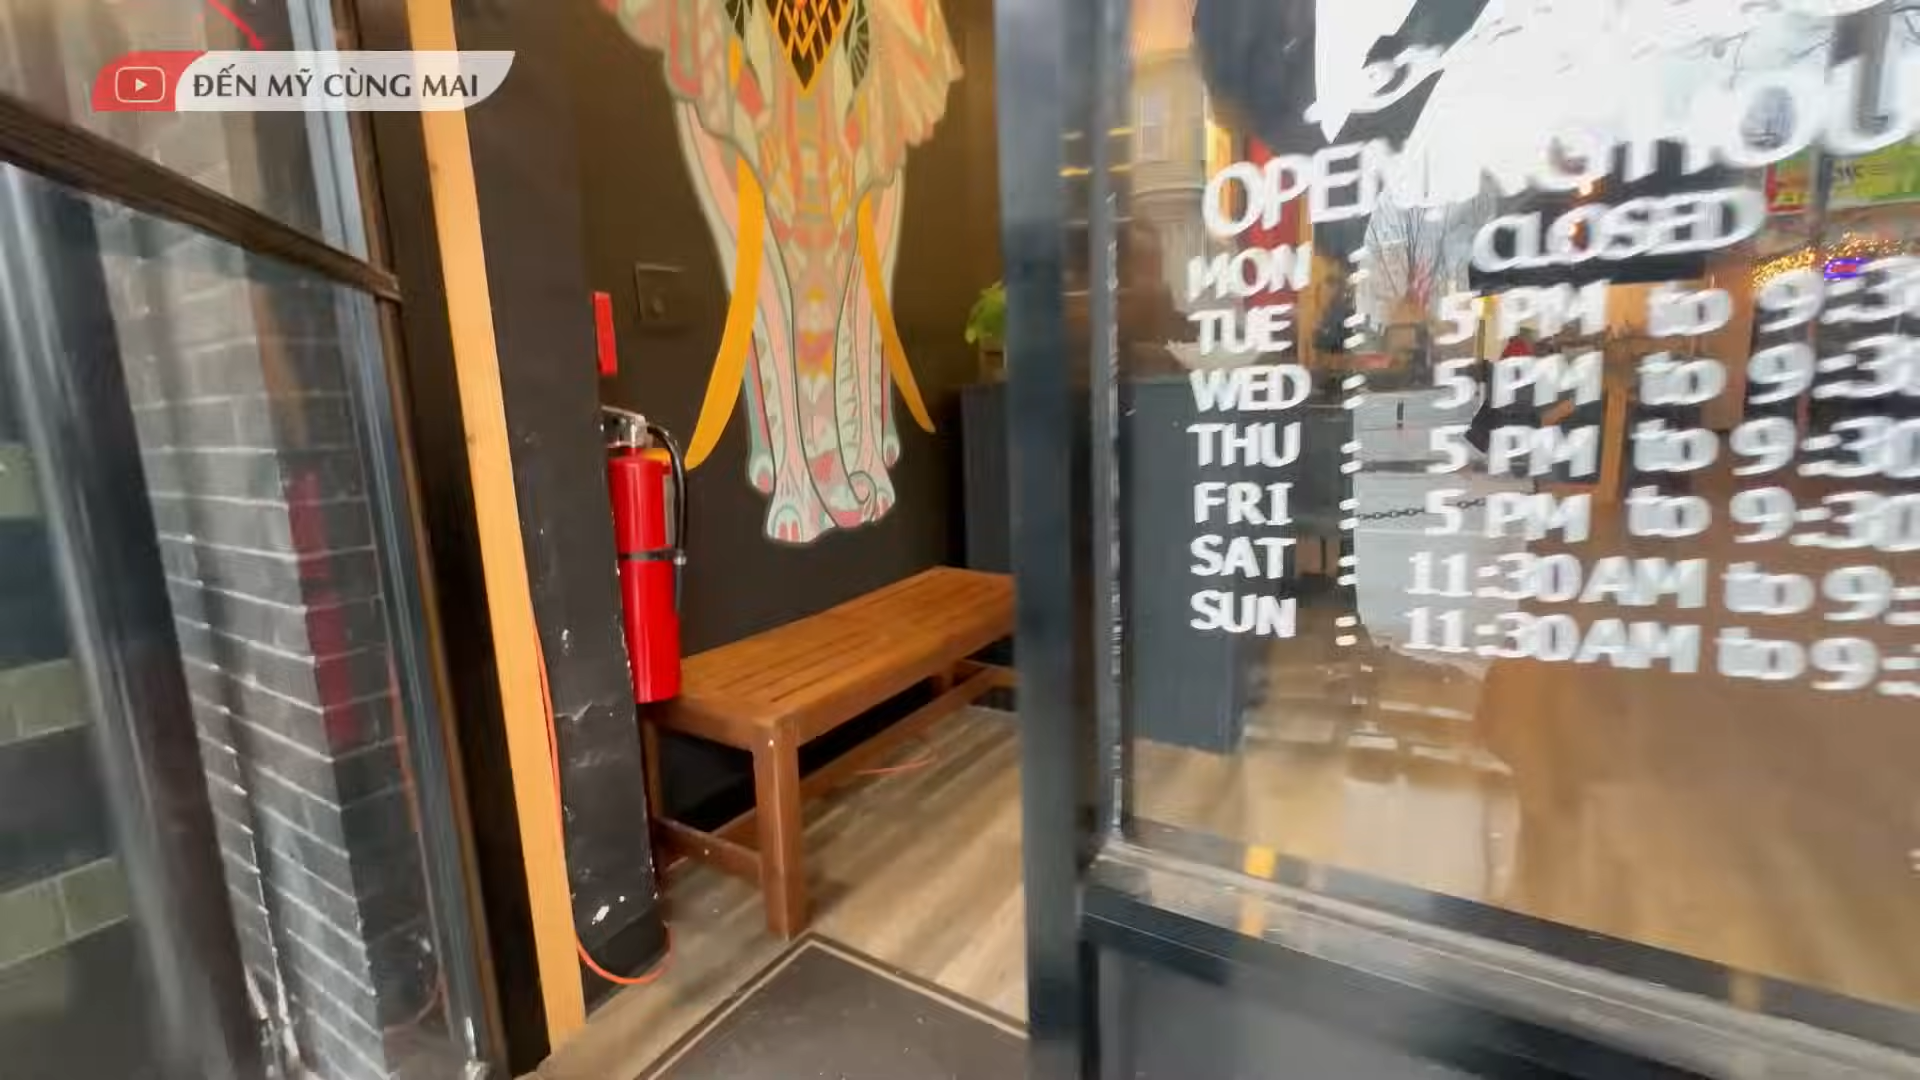 ĐẾN MỸ CÙNG MAI
OPENING HOU
MON : CLOSED
TUE : 5 PM to 9:3
WED : 5 PM to 9:30
THU : 5 PM to 9:30
FRI : 5 PM to 9:30
SAT : 11:30AM to 9:
SUN : 11:30AM to 9: